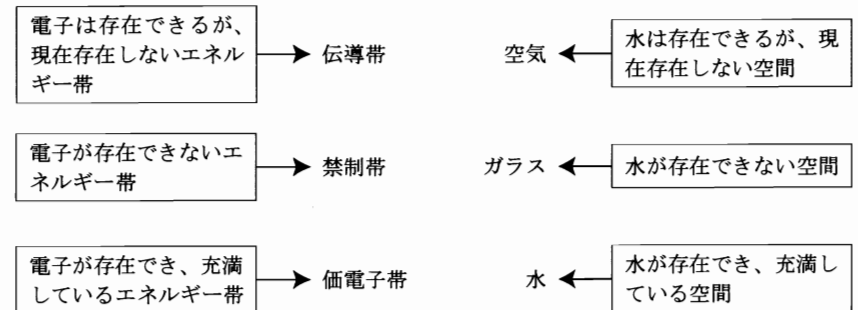 電子は存在できるが、
現在存在しないエネル
ギー帯
伝導帯
空気
水は存在できるが、現
在存在しない空間
電子が存在できないエ
ネルギー帯
禁制帯
ガラス
水が存在できない空間
電子が存在でき、充満
しているエネルギー帯
価電子帯
水
水が存在でき、充満し
ている空間